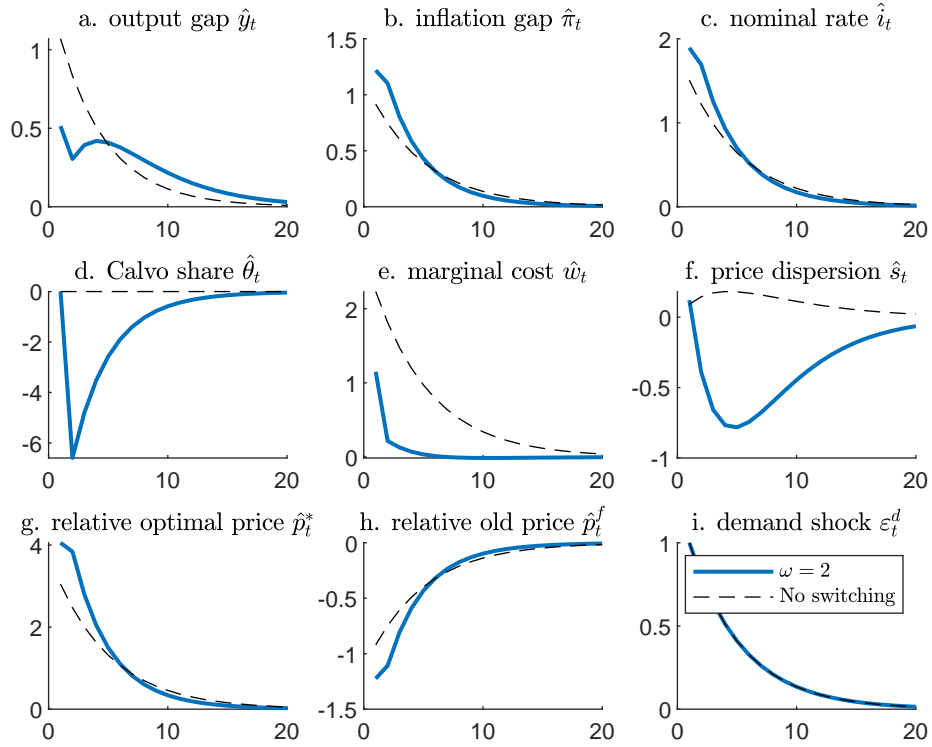 a. output gap ŷ_t
b. inflation gap π̂_t
c. nominal rate î_t
1
0.5
0
0 10 20
1.5
1
0.5
0
0 10 20
2
1
0
0 10 20
d. Calvo share θ̂_t
e. marginal cost ŵ_t
f. price dispersion ŝ_t
0
-2
-4
-6
0 10 20
2
1
0
0 10 20
0
-0.5
-1
0 10 20
g. relative optimal price p̂_t^*
h. relative old price p̂_t^f
i. demand shock ε_t^d
4
2
0
0 10 20
0
-0.5
-1
-1.5
0 10 20
1
0.5
0
0 10 20
ω = 2
No switching